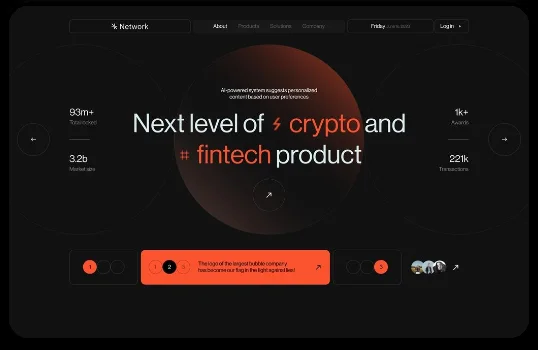 Network
About Products Solutions Company
Friday
Log in
AI-powered system suggests personalized
content based on user preferences
Next level of crypto and
# fintech product
93m+
Total locked
3.2b
Market size
1k+
Awards
221k
Transactions
1
1 2 3
The logo of the largest bubble company
has become our flag in the fight against lies!
3